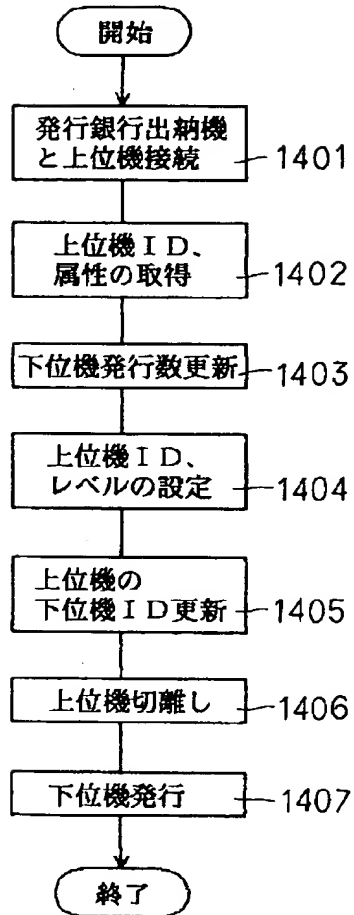 開始
発行銀行出納機
と上位機接続
1401
上位機ＩＤ、
属性の取得
1402
下位機発行数更新
1403
上位機ＩＤ、
レベルの設定
1404
上位機の
下位機ＩＤ更新
1405
上位機切離し
1406
下位機発行
1407
終了